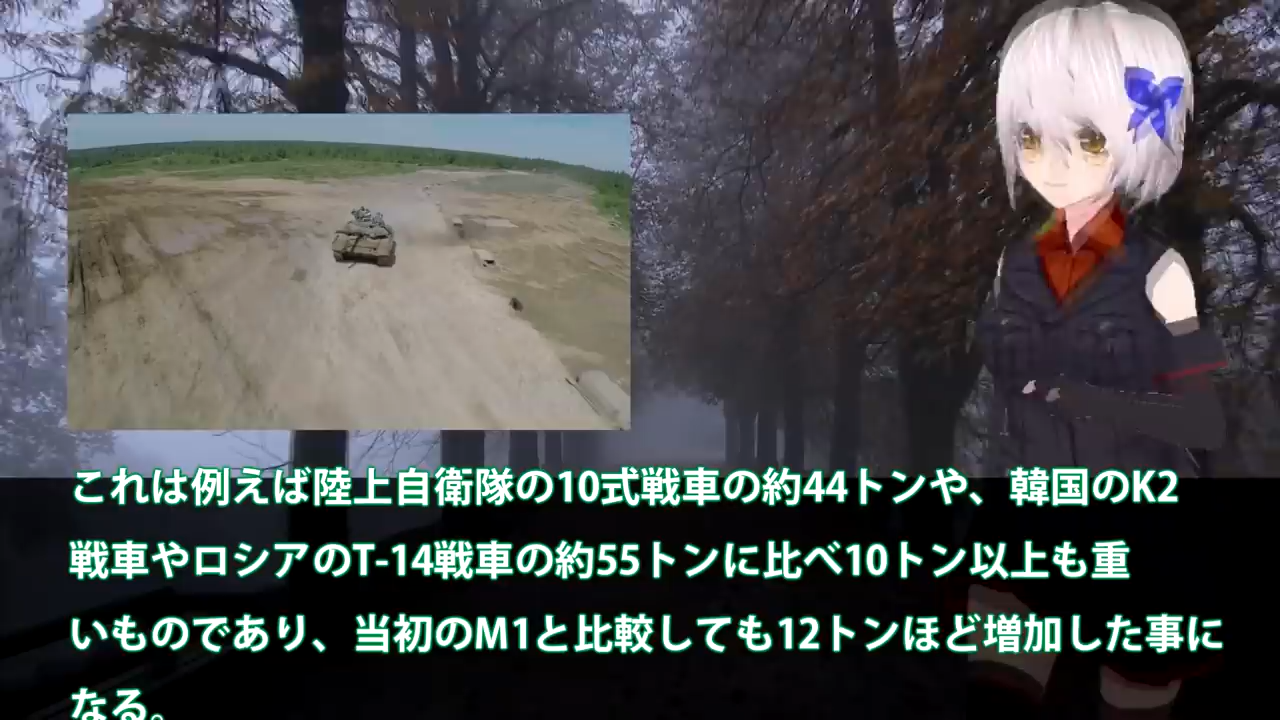 これは例えば陸上自衛隊の10式戦車の約44トンや、韓国のK2
戦車やロシアのT-14戦車の約55トンに比べ10トン以上も重
いものであり、当初のM1と比較しても12トンほど増加した事に
なる。